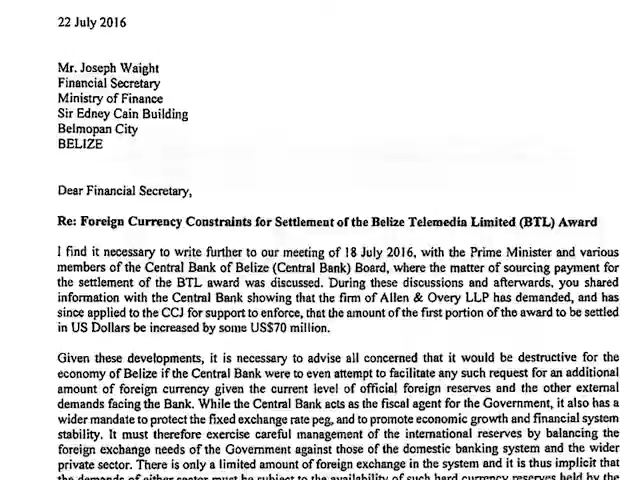 22 July 2016
Mr. Joseph Waight
Financial Secretary
Ministry of Finance
Sir Edney Cain Building
Belmopan City
BELIZE
Dear Financial Secretary,
Re: Foreign Currency Constraints for Settlement of the Belize Telemedia Limited (BTL) Award
I find it necessary to write further to our meeting of 18 July 2016, with the Prime Minister and various
members of the Central Bank of Belize (Central Bank) Board, where the matter of sourcing payment for
the settlement of the BTL award was discussed. During these discussions and afterwards, you shared
information with the Central Bank showing that the firm of Allen & Overy LLP has demanded, and has
since applied to the CCJ for support to enforce, that the amount of the first portion of the award to be settled
in US Dollars be increased by some US$70 million.
Given these developments, it is necessary to advise all concerned that it would be destructive for the
economy of Belize if the Central Bank were to even attempt to facilitate any such request for an additional
amount of foreign currency given the current level of official foreign reserves and the other external
demands facing the Bank. While the Central Bank acts as the fiscal agent for the Government, it also has a
wider mandate to protect the fixed exchange rate peg, and to promote economic growth and financial system
stability. It must therefore exercise careful management of the international reserves by balancing the
foreign exchange needs of the Government against those of the domestic banking system and the wider
private sector. There is only a limited amount of foreign exchange in the system and it is thus implicit that
the demands of either sector must be subject to the availability of such hard currency reserves held by the